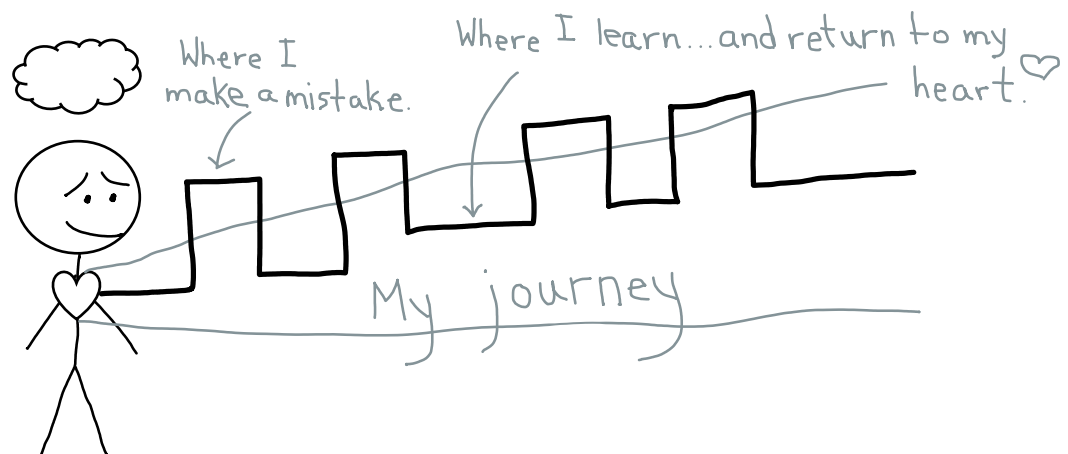 Where I
make a mistake.
Where I learn...and return to my
heart.
My journey